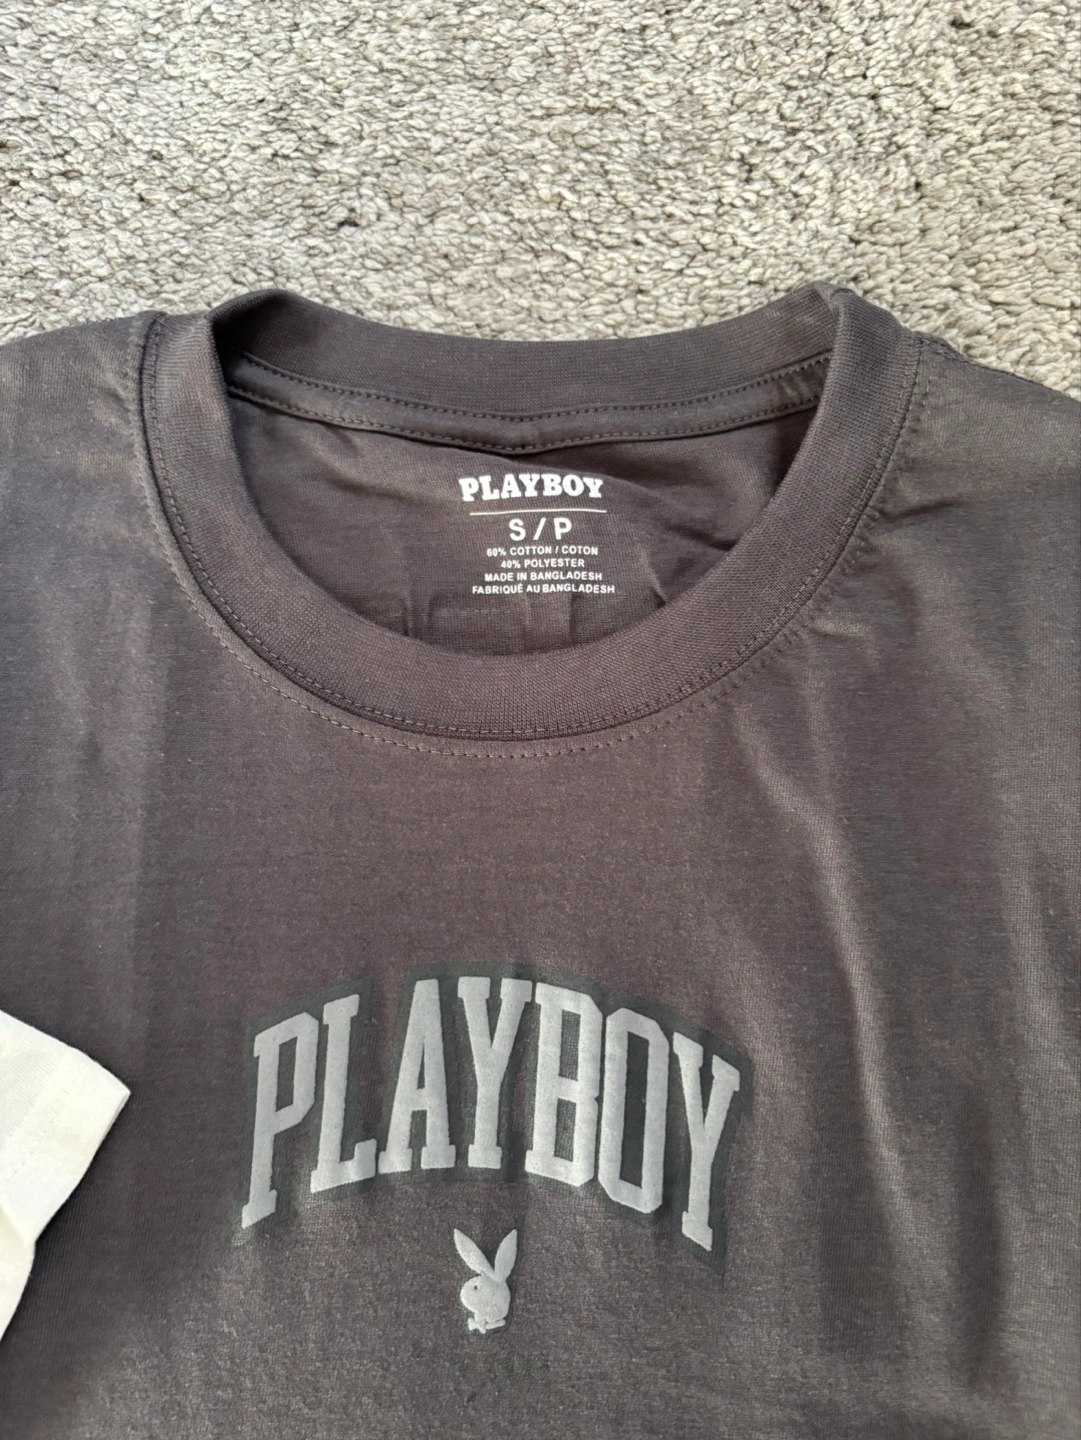 PLAYBOY
S / P
60% COTTON / COTON
40% POLYESTER
MADE IN BANGLADESH
FABRIQUÉ AU BANGLADESH
PLAYBOY